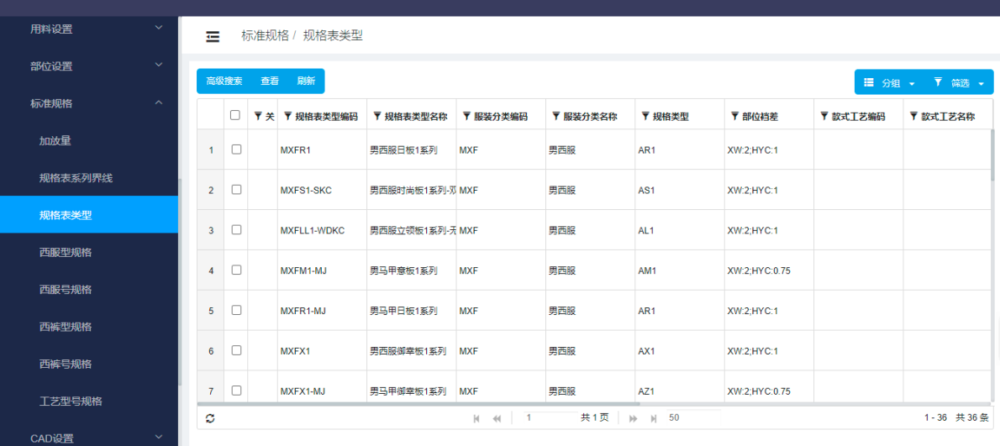 用料设置
部位设置
标准规格
加放量
规格表系列界线
规格表类型
西服型规格
西服号规格
西裤型规格
西裤号规格
工艺型号规格
CAD设置
标准规格 / 规格表类型
高级搜索 查看 刷新
分组 筛选
关 规格表类型编码 规格表类型名称 服装分类编码 服装分类名称 规格类型 部位档差 款式工艺编码 款式工艺名称
1 MXFR1 男西服日板1系列 MXF 男西服 AR1 XW:2;HYC:1
2 MXFS1-SKC 男西服时尚板1系列-双 MXF 男西服 AS1 XW:2;HYC:1
3 MXFLL1-WDKC 男西服立领板1系列-无 MXF 男西服 AL1 XW:2;HYC:1
4 MXFM1-MJ 男马甲意板1系列 MXF 男西服 AM1 XW:2;HYC:0.75
5 MXFR1-MJ 男马甲日板1系列 MXF 男西服 AR1 XW:2;HYC:1
6 MXFX1 男西服御幸板1系列 MXF 男西服 AX1 XW:2;HYC:1
7 MXFX1-MJ 男马甲御幸板1系列 MXF 男西服 AZ1 XW:2;HYC:0.75
1 共 1 页 50 1 - 36 共 36 条